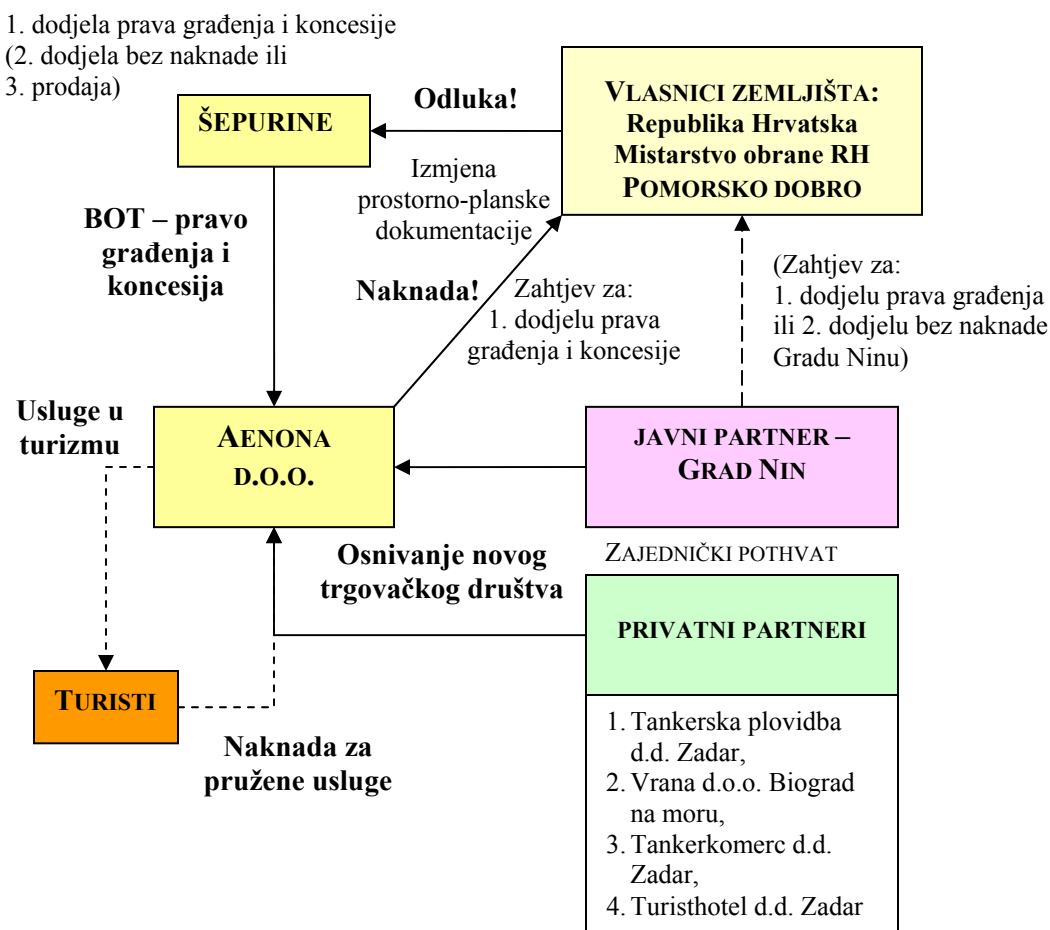 1. dodjela prava građenja i koncesije
(2. dodjela bez naknade ili
3. prodaja)
ŠEPURINE
Odluka!
VLASNICI ZEMLJIŠTA:
Republika Hrvatska
Mistarstvo obrane RH
POMORSKO DOBRO
Izmjena
prostorno-planske
dokumentacije
BOT – pravo
građenja i
koncesija
Naknada!
Zahtjev za:
1. dodjelu prava
građenja i koncesije
(Zahtjev za:
1. dodjelu prava građenja
ili 2. dodjelu bez naknade
Gradu Ninu)
Usluge u
turizmu
AENONA
D.O.O.
JAVNI PARTNER –
GRAD NIN
Osnivanje novog
trgovačkog društva
ZAJEDNIČKI POTHVAT
PRIVATNI PARTNERI
TURISTI
Naknada za
pružene usluge
1. Tankerska plovidba
d.d. Zadar,
2. Vrana d.o.o. Biograd
na moru,
3. Tankerkomerc d.d.
Zadar,
4. Turisthotel d.d. Zadar